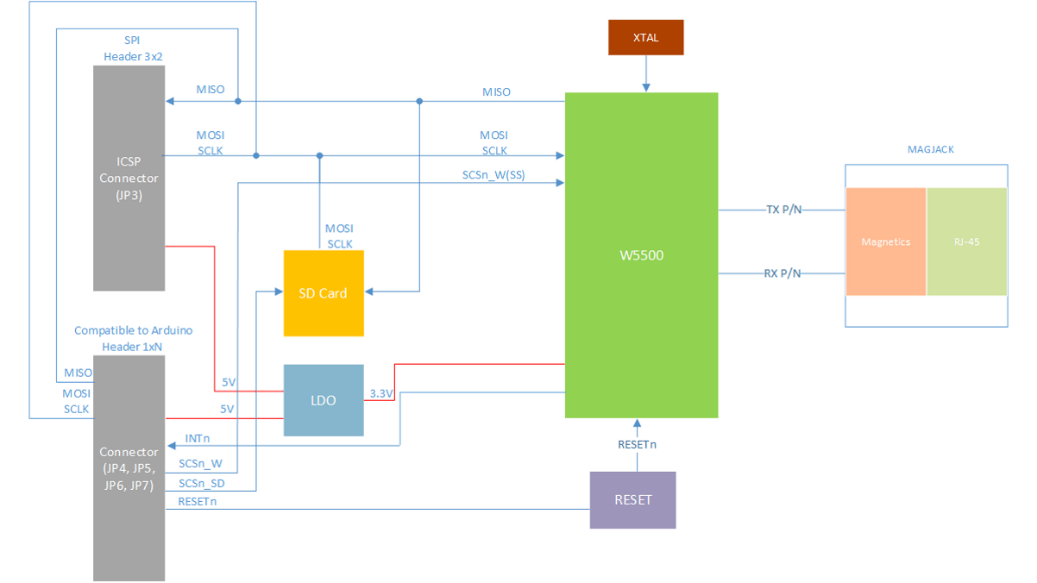 SPI
Header 3x2
XTAL
MISO
MISO
MOSI
SCLK
MOSI
SCLK
ICSP
Connector
(JP3)
SCSn_W(SS)
MAGJACK
TX P/N
RX P/N
Magnetics
RJ-45
W5500
MOSI
SCLK
SD Card
Compatible to Arduino
Header 1xN
MISO
MOSI
SCLK
5V
5V
LDO
3.3V
INTn
Connector
(JP4, JP5,
JP6, JP7)
SCSn_W
SCSn_SD
RESETn
RESETn
RESET